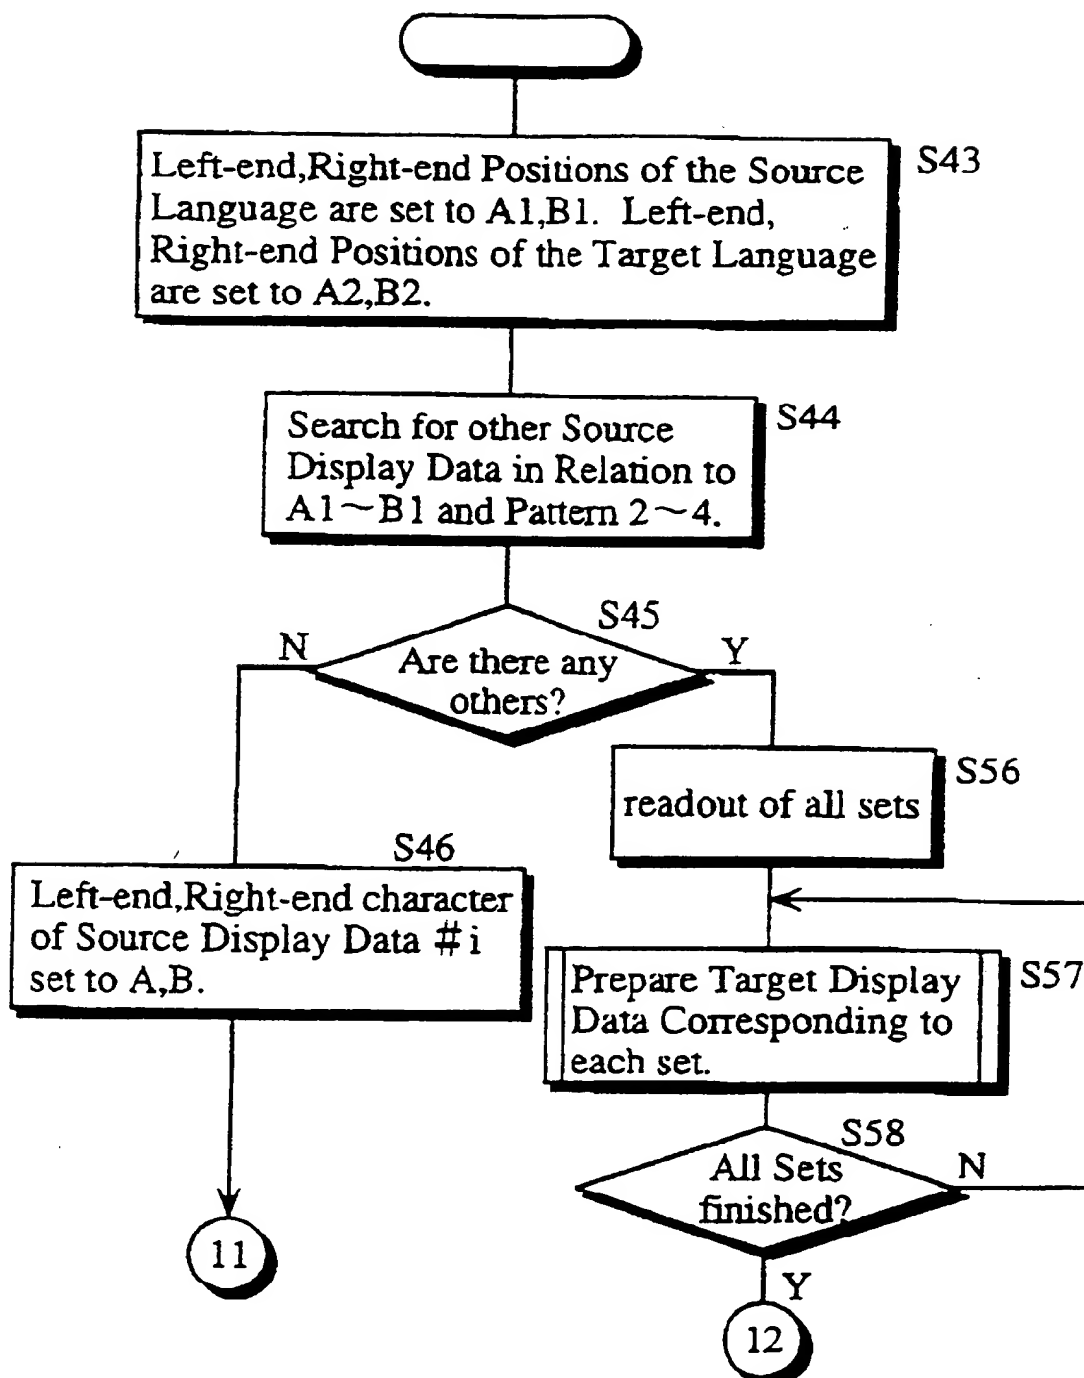 S43
Left-end,Right-end Positions of the Source
Language are set to A1,B1. Left-end,
Right-end Positions of the Target Language
are set to A2,B2.
S44
Search for other Source
Display Data in Relation to
A1~B1 and Pattern 2~4.
S45
N
Y
Are there any
others?
S56
readout of all sets
S46
Left-end,Right-end character
of Source Display Data #i
set to A,B.
S57
Prepare Target Display
Data Corresponding to
each set.
S58
All Sets
finished?
N
11
Y
12